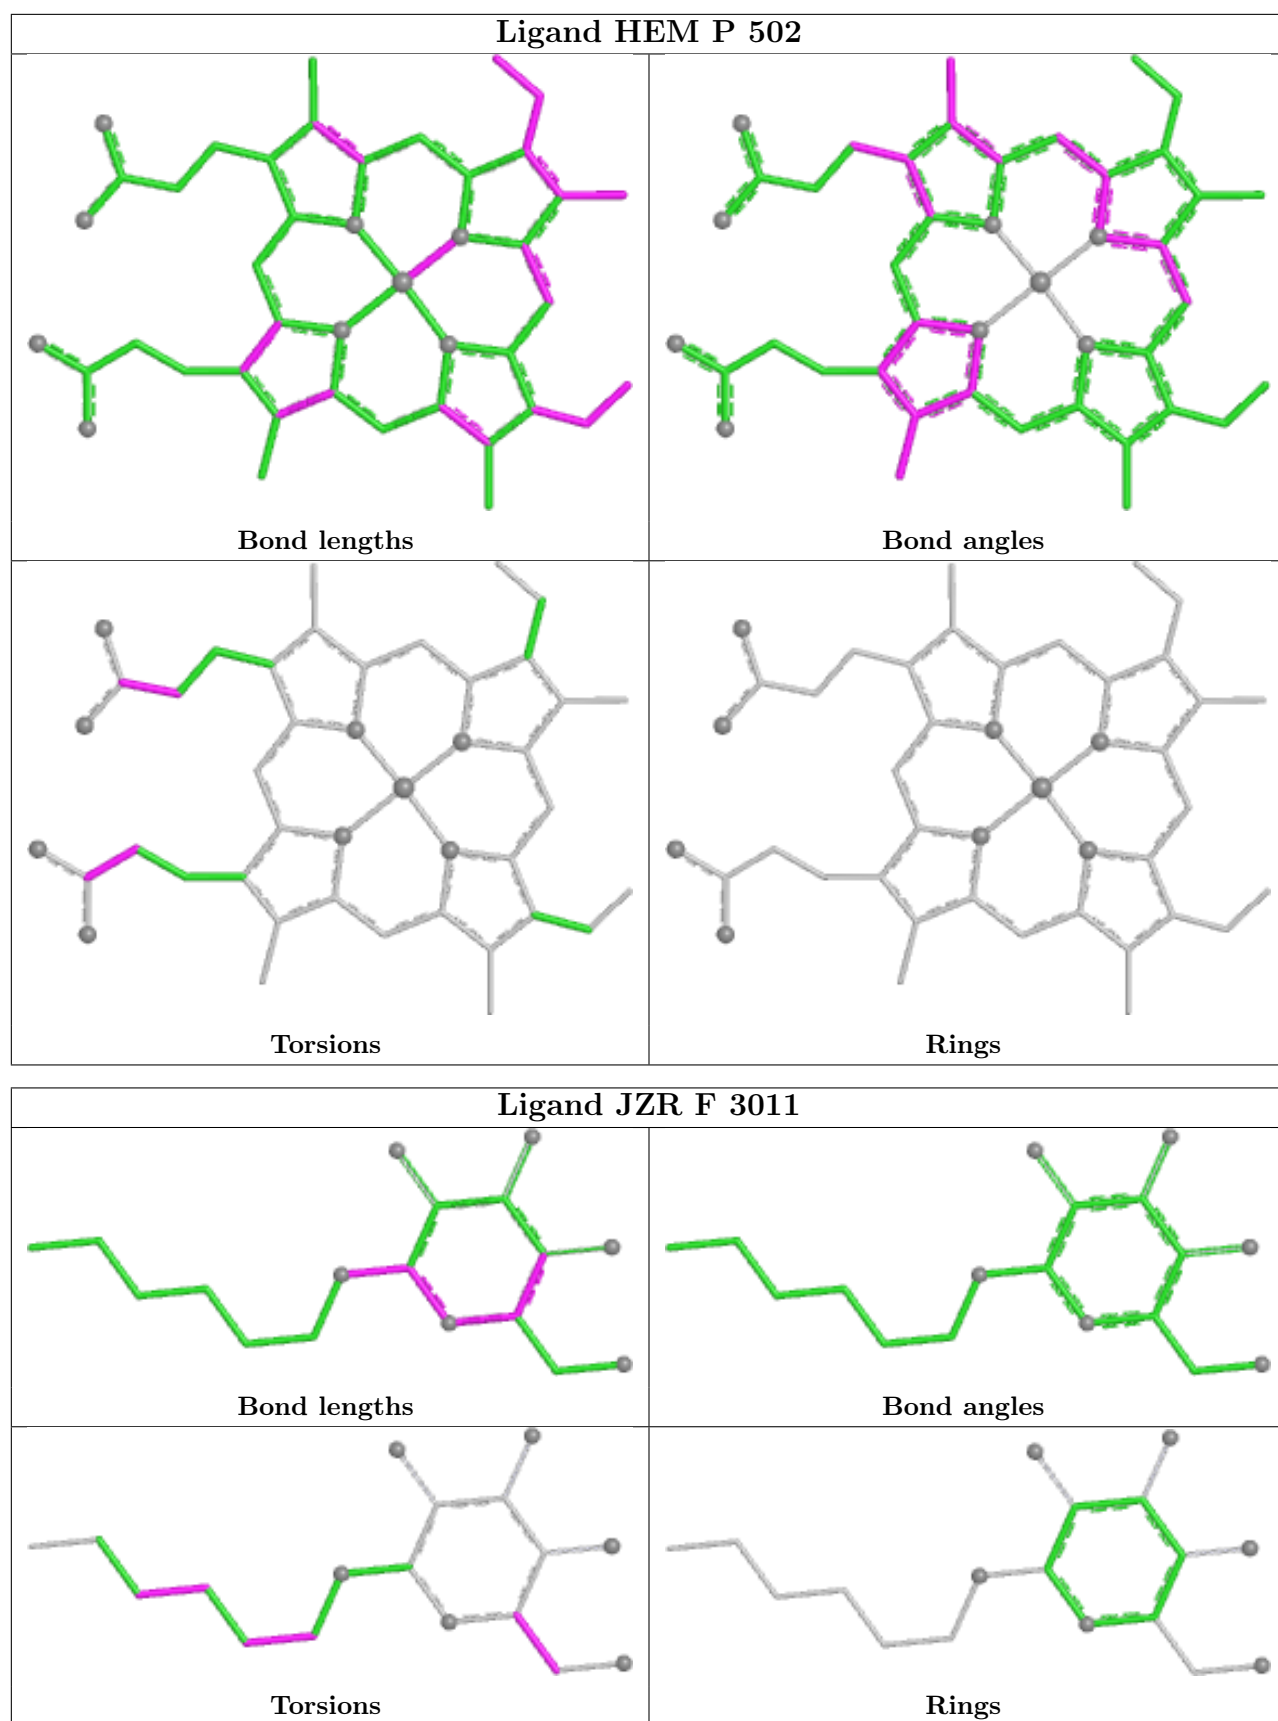 Ligand HEM P 502
Bond lengths
Bond angles
Torsions
Rings
Ligand JZR F 3011
Bond lengths
Bond angles
Torsions
Rings